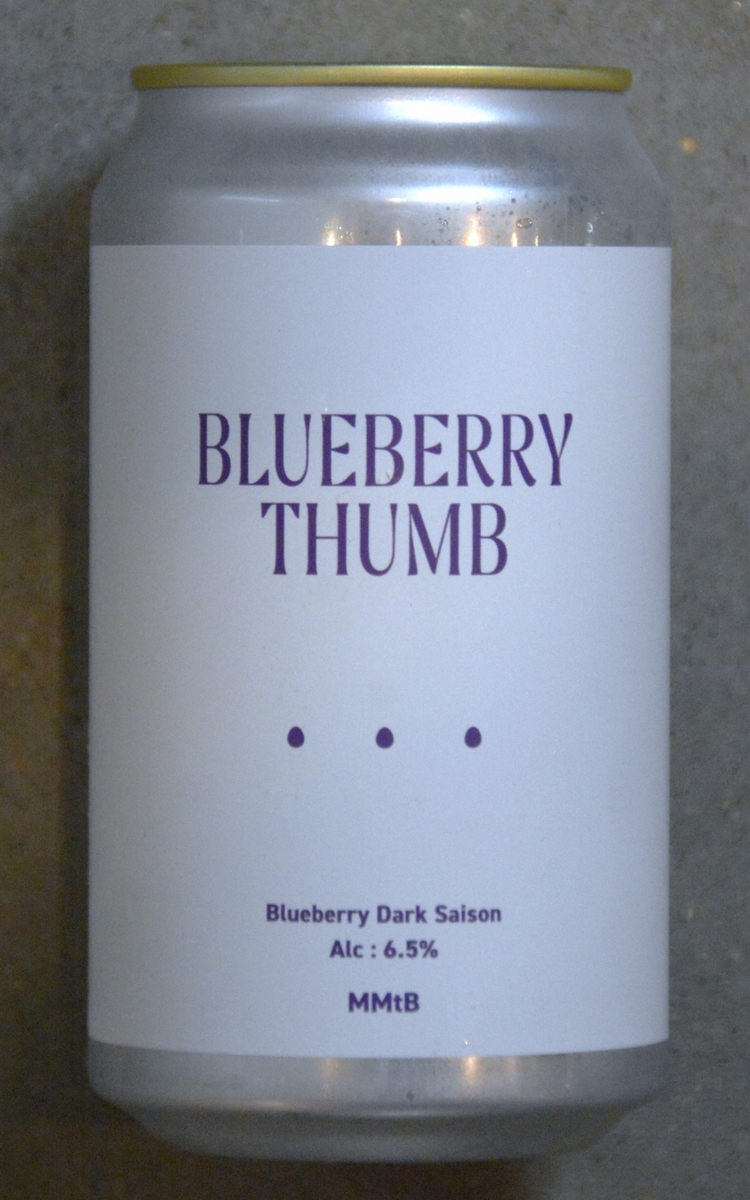 BLUEBERRY
THUMB
Blueberry Dark Saison
Alc : 6.5%
MMtB